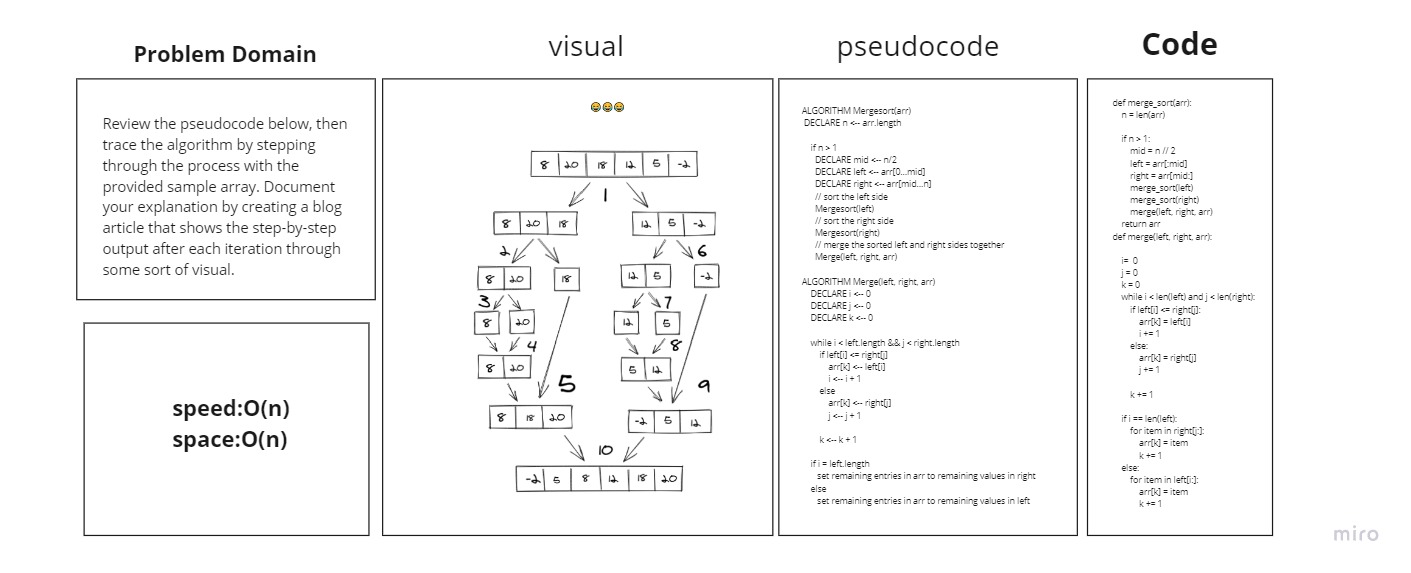 Problem Domain
Review the pseudocode below, then
trace the algorithm by stepping
through the process with the
provided sample array. Document
your explanation by creating a blog
article that shows the step-by-step
output after each iteration through
some sort of visual.
speed:O(n)
space:O(n)
visual
8 20 18 12 5 -2
1
8 20 18
12 5 -2
2
6
8 20
18
12 5
-2
3
7
8
20
12
5
4
8
8 20
5 12
5
9
8 18 20
-2 5 12
10
-2 5 8 12 18 20
pseudocode
ALGORITHM Mergesort(arr)
DECLARE n <-- arr.length
if n > 1
DECLARE mid <-- n/2
DECLARE left <-- arr[0...mid]
DECLARE right <-- arr[mid...n]
// sort the left side
Mergesort(left)
// sort the right side
Mergesort(right)
// merge the sorted left and right sides together
Merge(left, right, arr)
ALGORITHM Merge(left, right, arr)
DECLARE i <-- 0
DECLARE j <-- 0
DECLARE k <-- 0
while i < left.length && j < right.length
if left[i] <= right[j]
arr[k] <-- left[i]
i <-- i + 1
else
arr[k] <-- right[j]
j <-- j + 1
k <-- k + 1
if i = left.length
set remaining entries in arr to remaining values in right
else
set remaining entries in arr to remaining values in left
Code
def merge_sort(arr):
n = len(arr)
if n > 1:
mid = n // 2
left = arr[:mid]
right = arr[mid:]
merge_sort(left)
merge_sort(right)
merge(left, right, arr)
return arr
def merge(left, right, arr):
i= 0
j = 0
k = 0
while i < len(left) and j < len(right):
if left[i] <= right[j]:
arr[k] = left[i]
i += 1
else:
arr[k] = right[j]
j += 1
k += 1
if i == len(left):
for item in right[j:]:
arr[k] = item
k += 1
else:
for item in left[i:]:
arr[k] = item
k += 1
miro